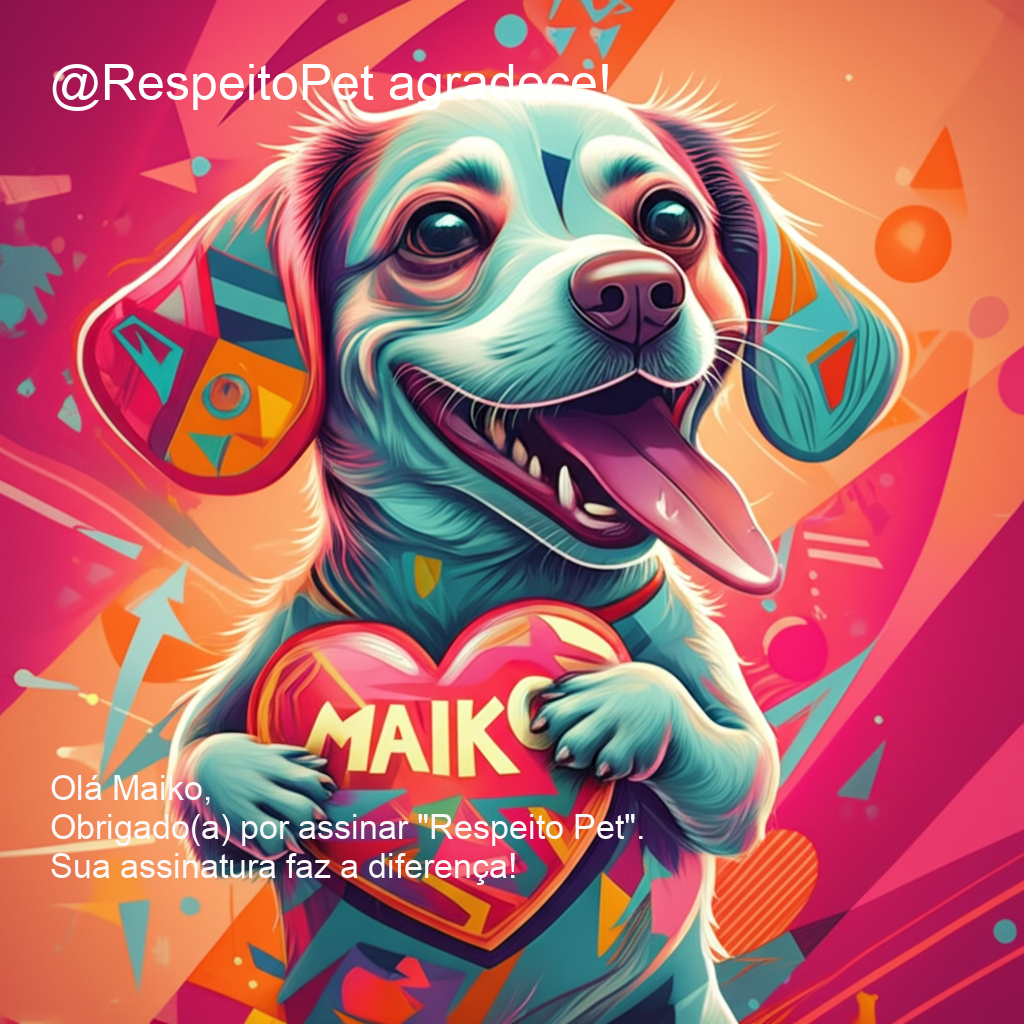 @RespeitoPet agradece!
MAIKO
Olá Maiko,
Obrigado(a) por assinar "Respeito Pet".
Sua assinatura faz a diferença!